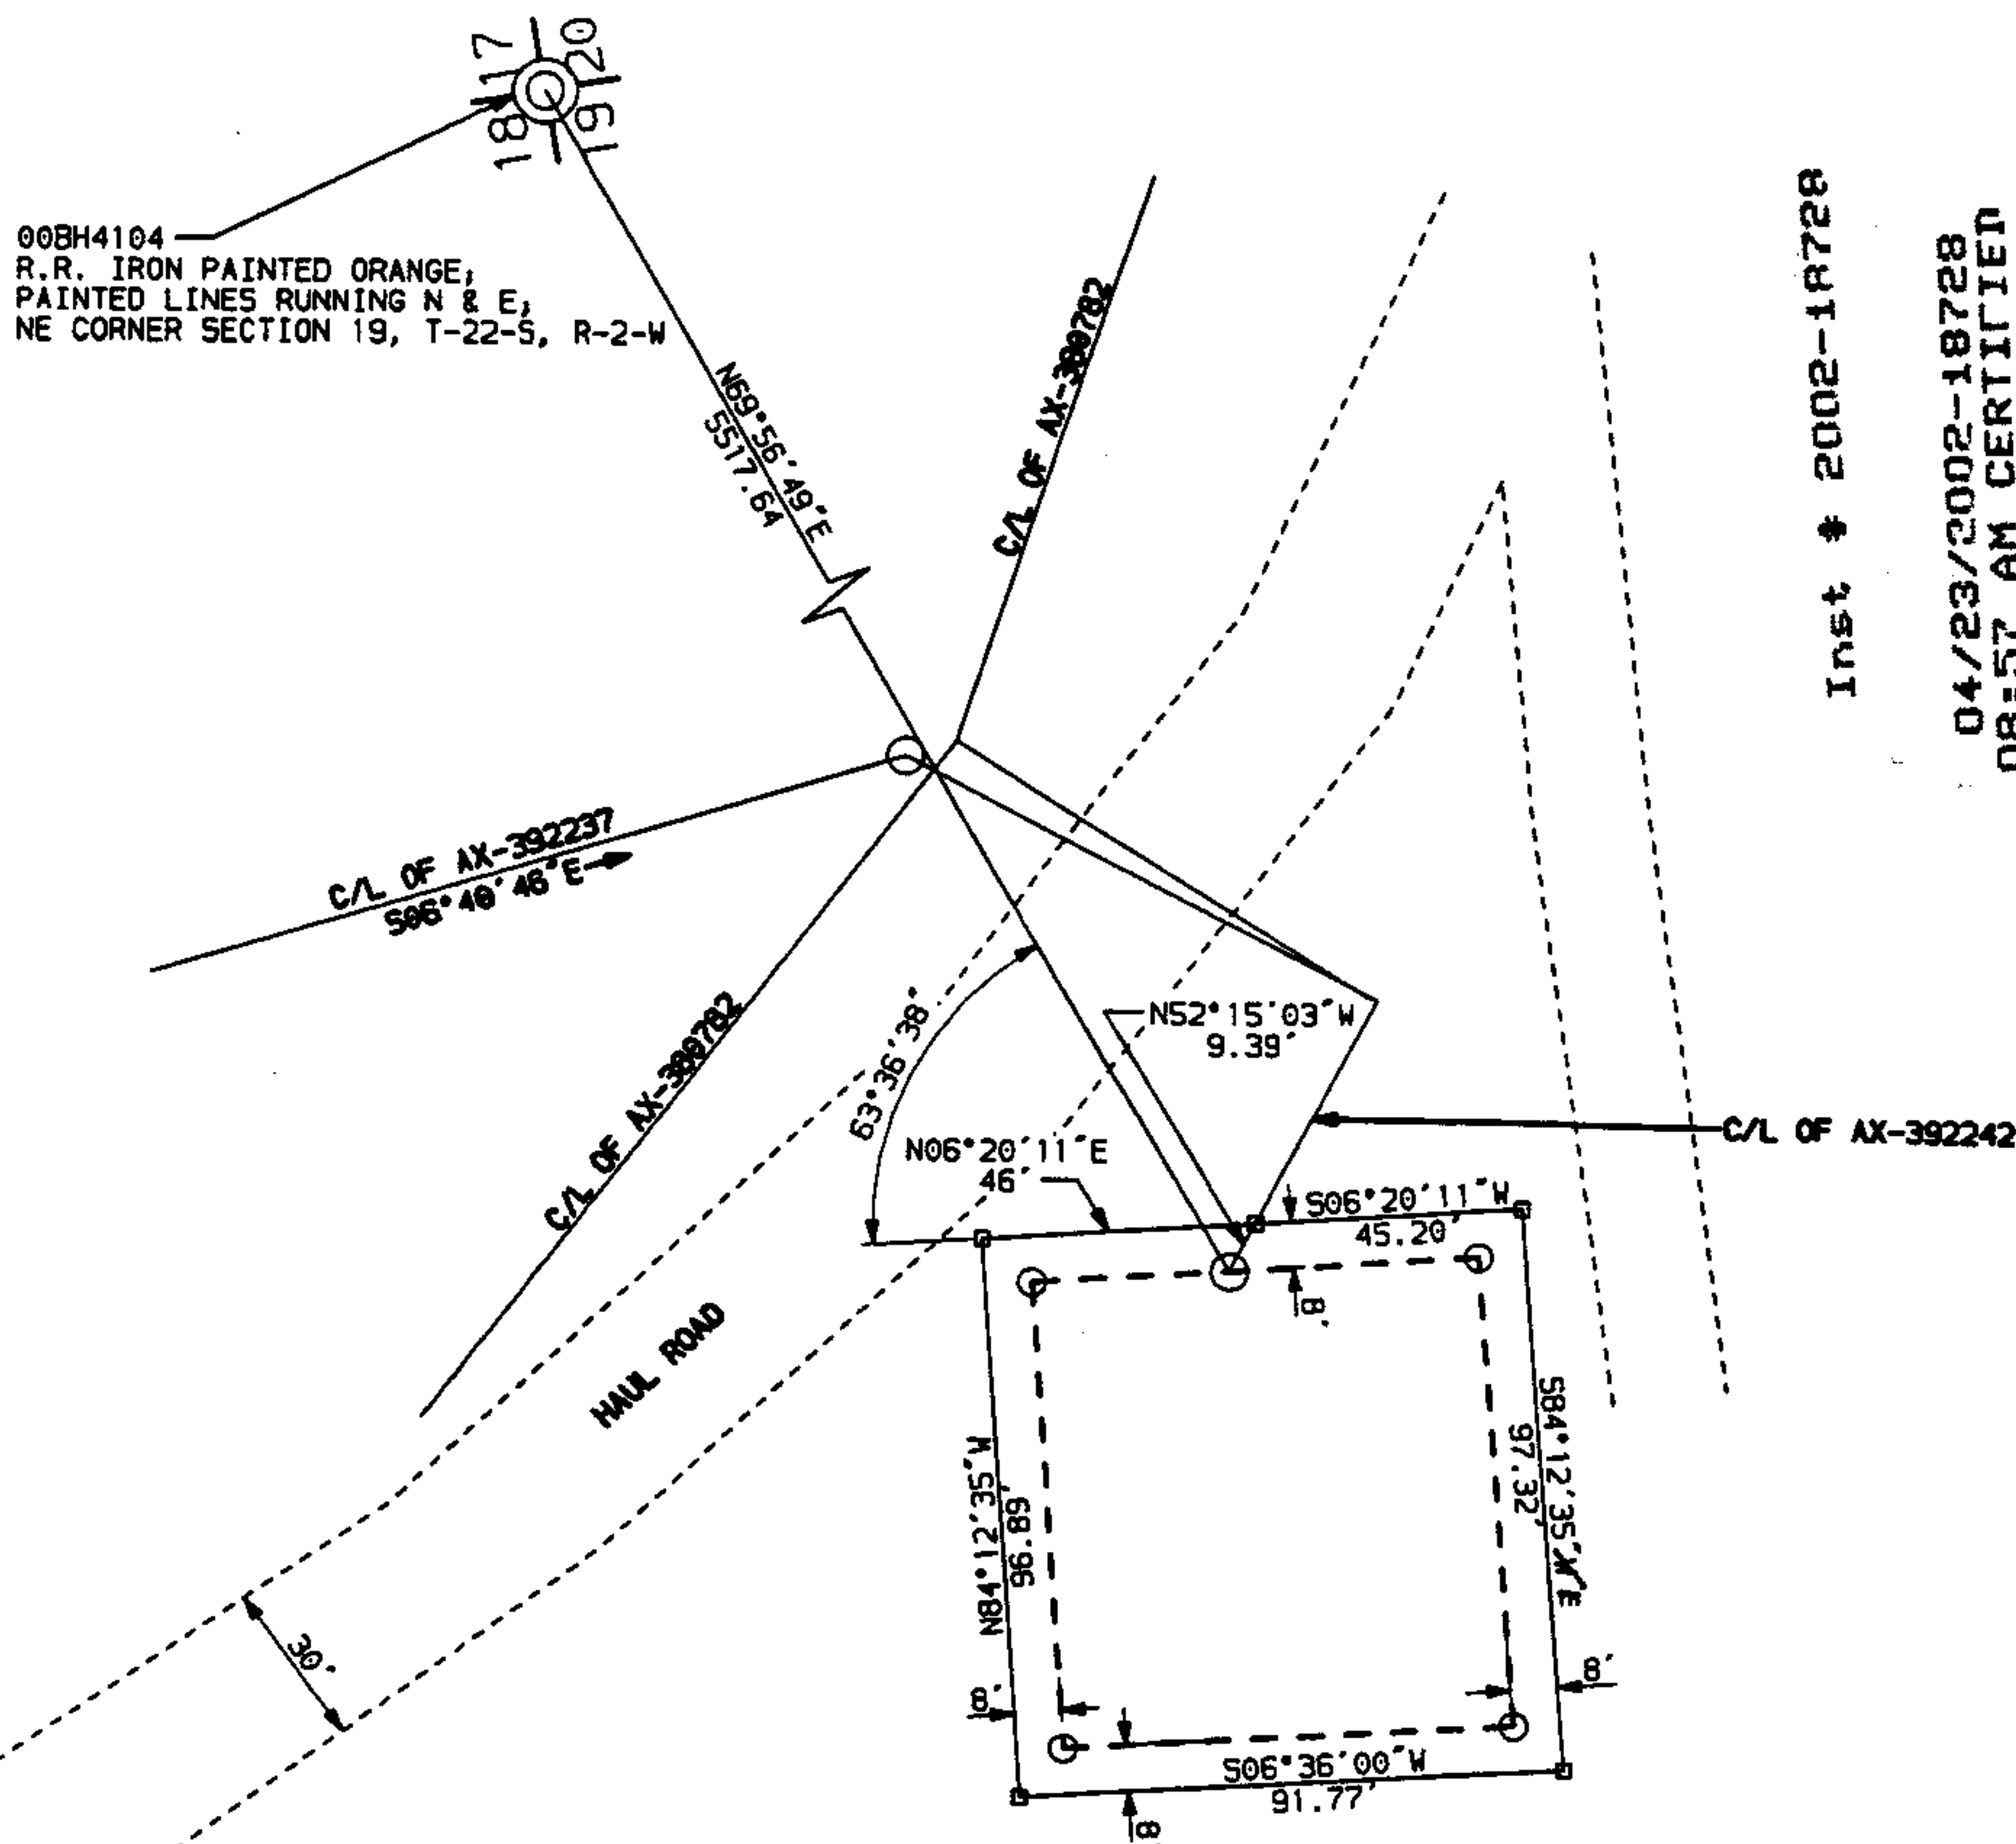 17
20
18
19
008H4104
R.R. IRON PAINTED ORANGE;
PAINTED LINES RUNNING N & E;
NE CORNER SECTION 19, T-22-S, R-2-W
N69°56'49"E
5517.64
C/L OF AX-380782
Inst # 2002-18728
04/23/2002-18728
08:57 AM CERTIFIED
C/L OF AX-392237
S06°40'46"E
C/L OF AX-380782
63°36'38"
N52°15'03"W
9.39'
C/L OF AX-392242
N06°20'11"E
46'
S06°20'11"W
45.20'
8'
HAUL ROAD
30'
N84°12'35"W
96.89'
S84°12'35"E
97.32'
8'
8'
S06°36'00"W
91.77'
8